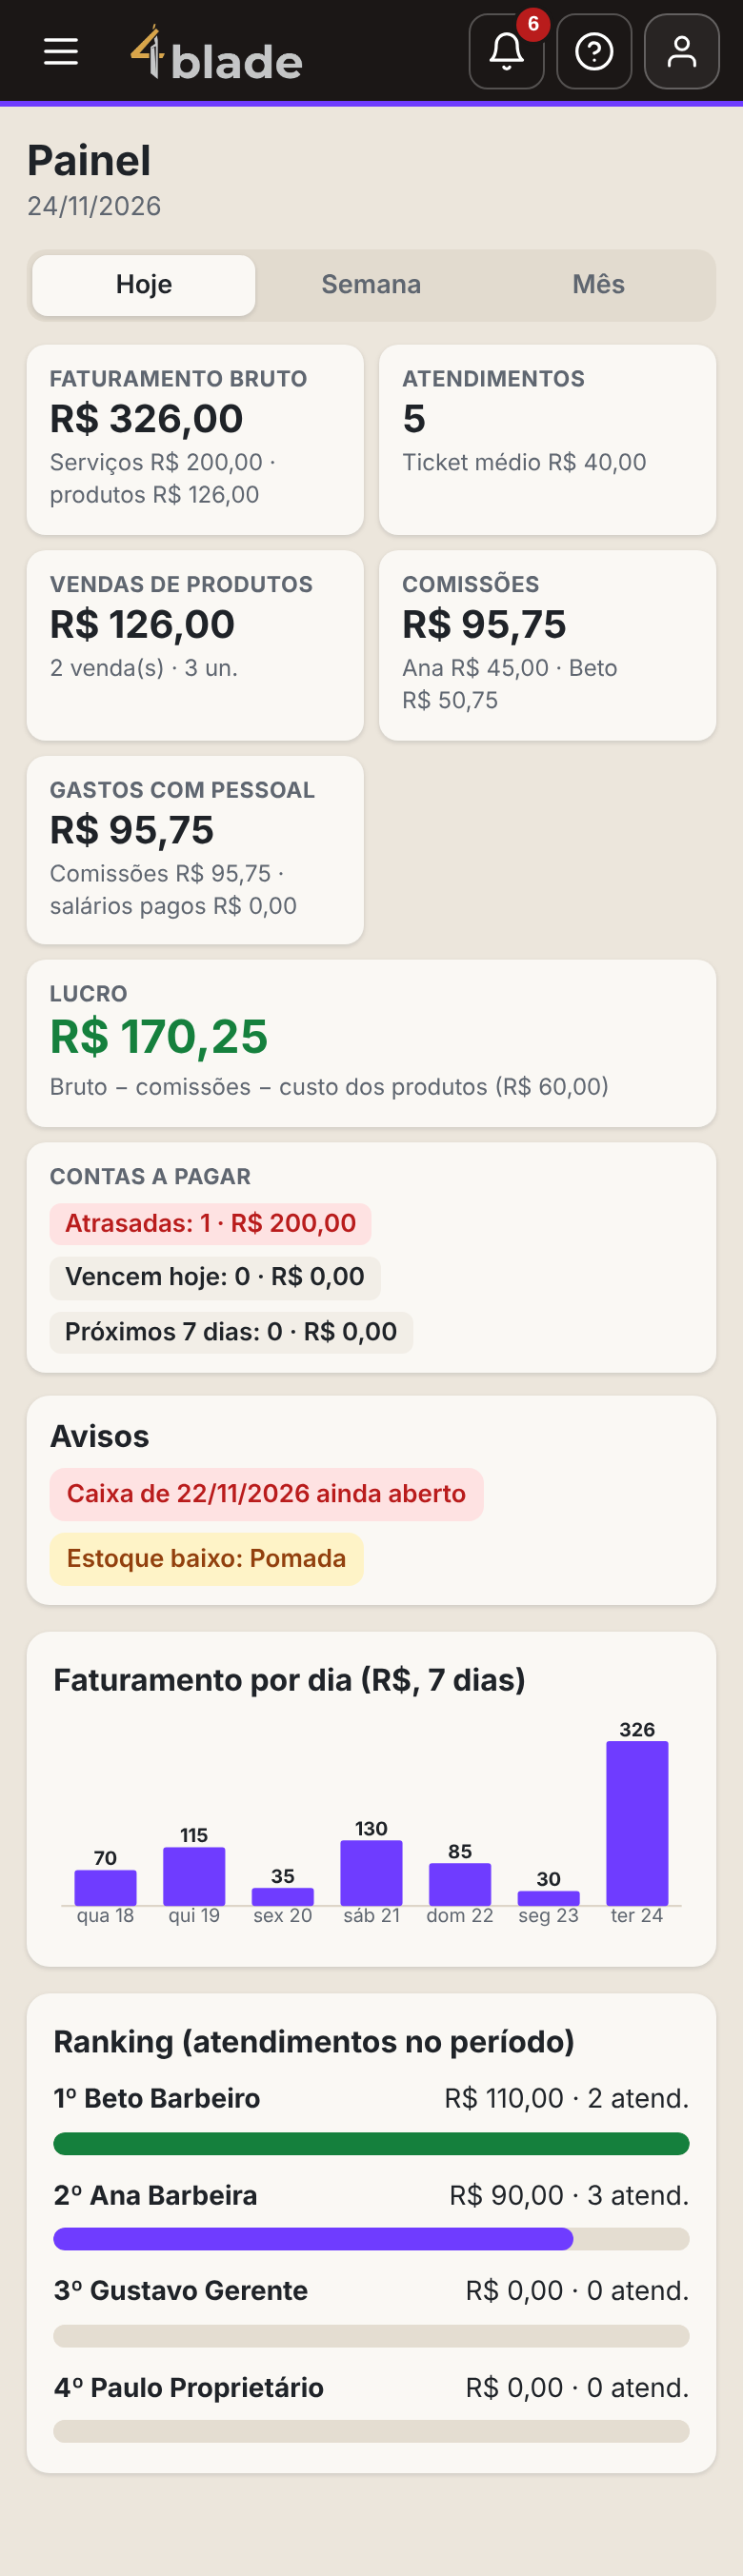 4blade
6
Painel
24/11/2026
Hoje
Semana
Mês
FATURAMENTO BRUTO
R$ 326,00
Serviços R$ 200,00 ·
produtos R$ 126,00
ATENDIMENTOS
5
Ticket médio R$ 40,00
VENDAS DE PRODUTOS
R$ 126,00
2 venda(s) · 3 un.
COMISSÕES
R$ 95,75
Ana R$ 45,00 · Beto
R$ 50,75
GASTOS COM PESSOAL
R$ 95,75
Comissões R$ 95,75 ·
salários pagos R$ 0,00
LUCRO
R$ 170,25
Bruto − comissões − custo dos produtos (R$ 60,00)
CONTAS A PAGAR
Atrasadas: 1 · R$ 200,00
Vencem hoje: 0 · R$ 0,00
Próximos 7 dias: 0 · R$ 0,00
Avisos
Caixa de 22/11/2026 ainda aberto
Estoque baixo: Pomada
Faturamento por dia (R$, 7 dias)
70 115 35 130 85 30 326
qua 18 qui 19 sex 20 sáb 21 dom 22 seg 23 ter 24
Ranking (atendimentos no período)
1º Beto Barbeiro R$ 110,00 · 2 atend.
2º Ana Barbeira R$ 90,00 · 3 atend.
3º Gustavo Gerente R$ 0,00 · 0 atend.
4º Paulo Proprietário R$ 0,00 · 0 atend.